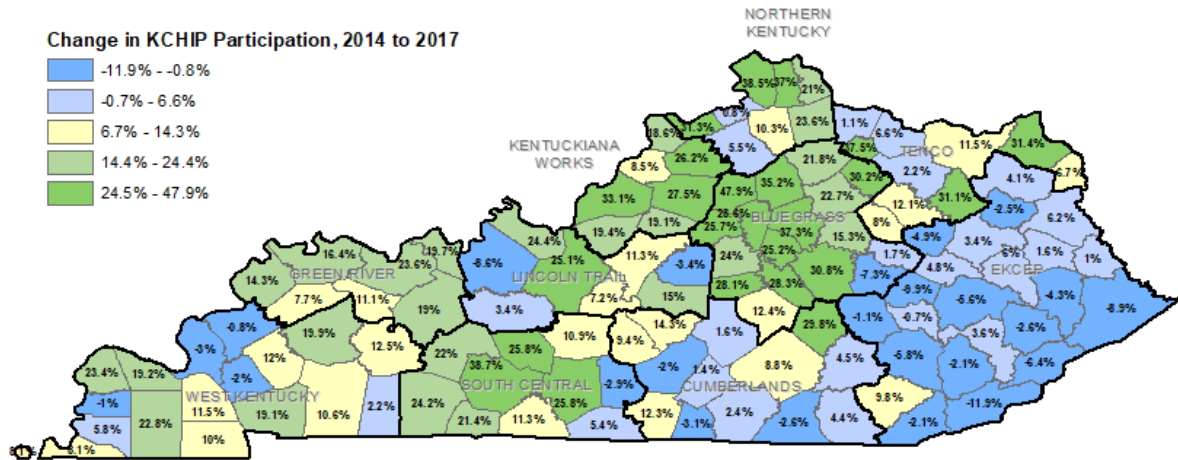 NORTHERN
KENTUCKY
Change in KCHIP Participation, 2014 to 2017
-11.9% - -0.8%
-0.7% - 6.6%
6.7% - 14.3%
14.4% - 24.4%
24.5% - 47.9%
38.5% 37% 21%
0.8% 10.3% 23.6% 1.1% 6.6%
18.6% 31.3% 5.5% 37.5% TENCO 11.5% 31.4%
KENTUCKIANA
WORKS
8.5% 26.2% 21.8% 30.2% 2.2% 4.1% 6.7%
33.1% 27.5% 47.9% 35.2% 22.7% 12.1% 31.1% -2.5%
24.4% 19.4% 19.1% 28.6% BLUEGRASS 8% 6.2%
16.4% 19.7% 25.7% 37.3% 15.3% -4.9% 3.4% 6% 1.6% 1%
GREEN RIVER 23.6% -8.6% 25.1% 11.3% -3.4% 24% 25.2% 1.7% 4.8% EKCEP
14.3% LINCOLN TRAIL 28.1% 28.3% 30.8% -7.3% -9.9% -5.6% -4.3% -8.9%
7.7% 11.1% 19% 3.4% 7.2% 15% 12.4% -1.1% -0.7%
-0.8% 19.9% 10.9% 9.4% 14.3% 1.6% 29.8% 3.6% -2.6%
-3% 12% 12.5% 22% 25.8% 4.5% -5.8% -2.1% -6.4%
23.4% 19.2% -2% 38.7% -2% 1.4% 8.8%
WEST KENTUCKY SOUTH CENTRAL -2.9% CUMBERLANDS
-1% 11.5% 19.1% 10.6% 2.2% 24.2% 25.8% 9.8% -11.9%
5.8% 22.8% 21.4% 11.3% 5.4% 12.3% -3.1% 2.4% -2.6% 4.4% -2.1%
10%
8.1% 8.1%